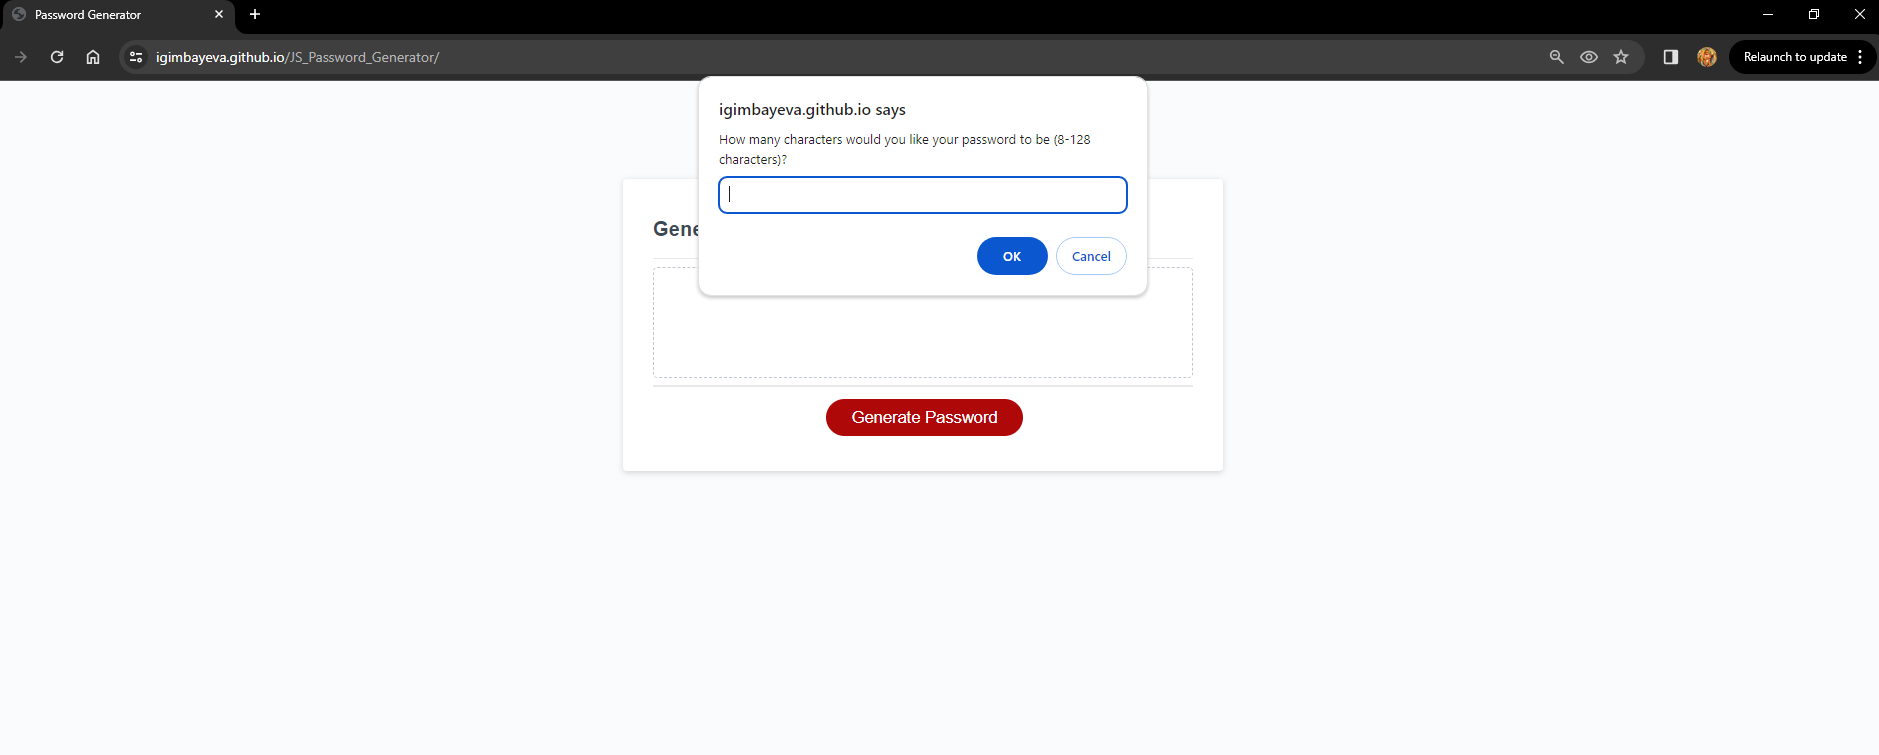 Password Generator
igimbayeva.github.io/JS_Password_Generator/
Relaunch to update
igimbayeva.github.io says
How many characters would you like your password to be (8-128
characters)?
OK
Cancel
Gene
Generate Password